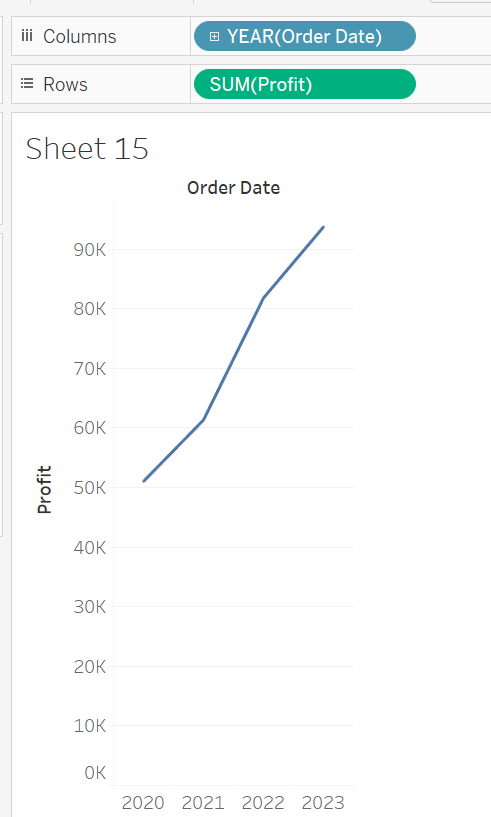 Columns YEAR(Order Date)
Rows SUM(Profit)
Sheet 15
Order Date
90K
80K
70K
60K
50K
40K
30K
20K
10K
0K
Profit
2020 2021 2022 2023